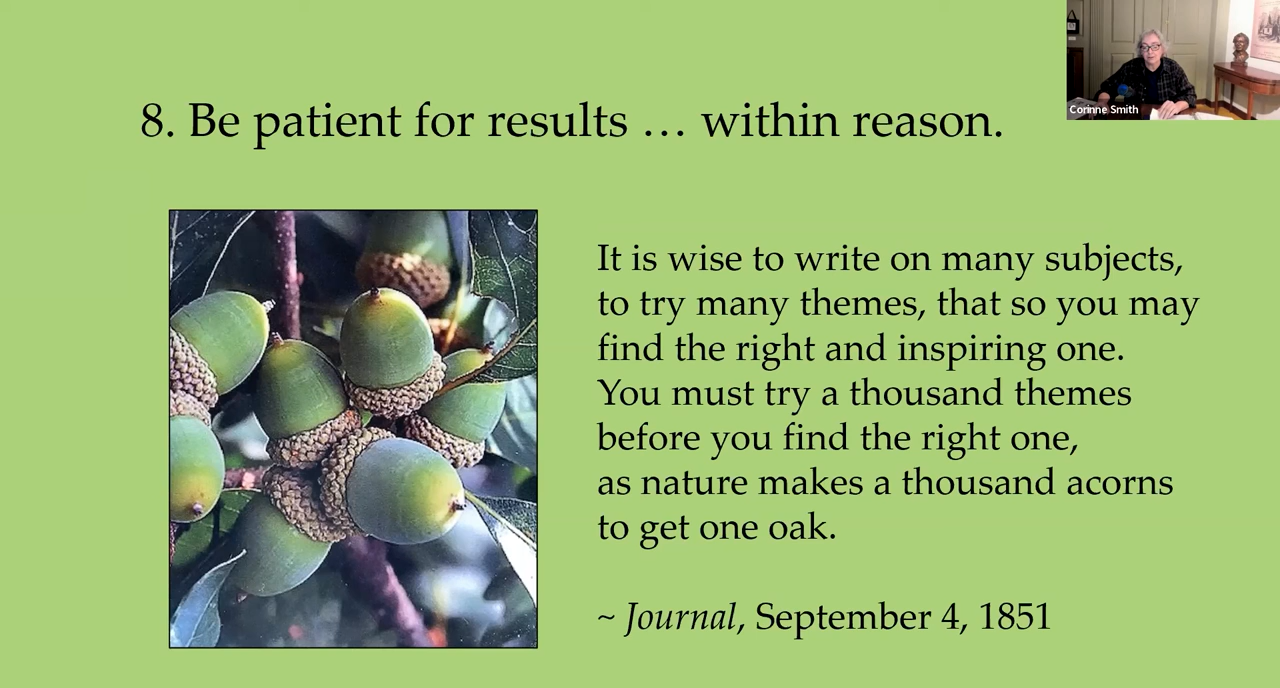 8. Be patient for results … within reason.
Corinne Smith
It is wise to write on many subjects,
to try many themes, that so you may
find the right and inspiring one.
You must try a thousand themes
before you find the right one,
as nature makes a thousand acorns
to get one oak.
~ Journal, September 4, 1851